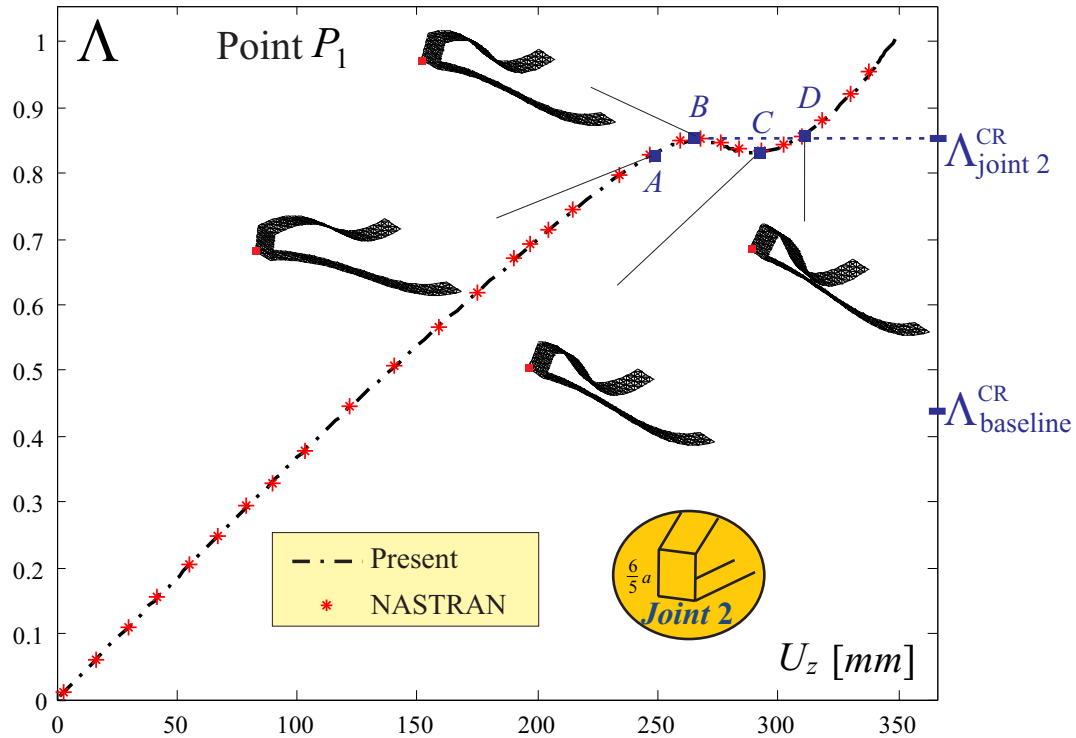 Λ
Point P₁
1
0.9
0.8
0.7
0.6
0.5
0.4
0.3
0.2
0.1
0
0
50
100
150
200
250
300
350
A
B
C
D
Λ^CR_joint 2
Λ^CR_baseline
Present
NASTRAN
6/5 a
Joint 2
U_z [mm]